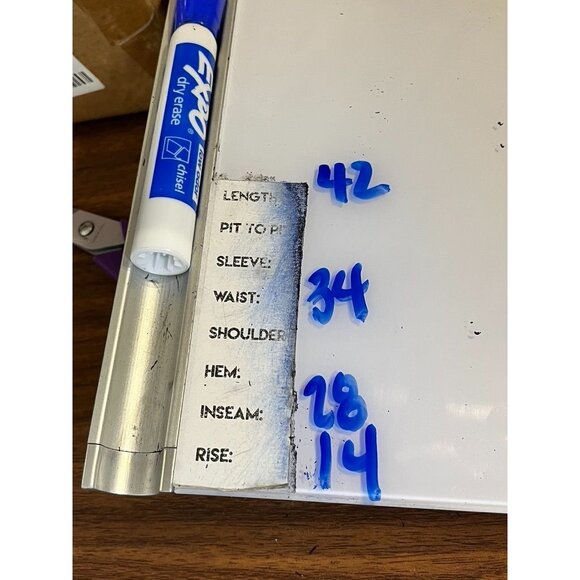 EXPO®
dry erase
chisel
LENGTH 42
PIT TO PI
SLEEVE:
WAIST: 34
SHOULDER
HEM:
INSEAM: 28
RISE: 14